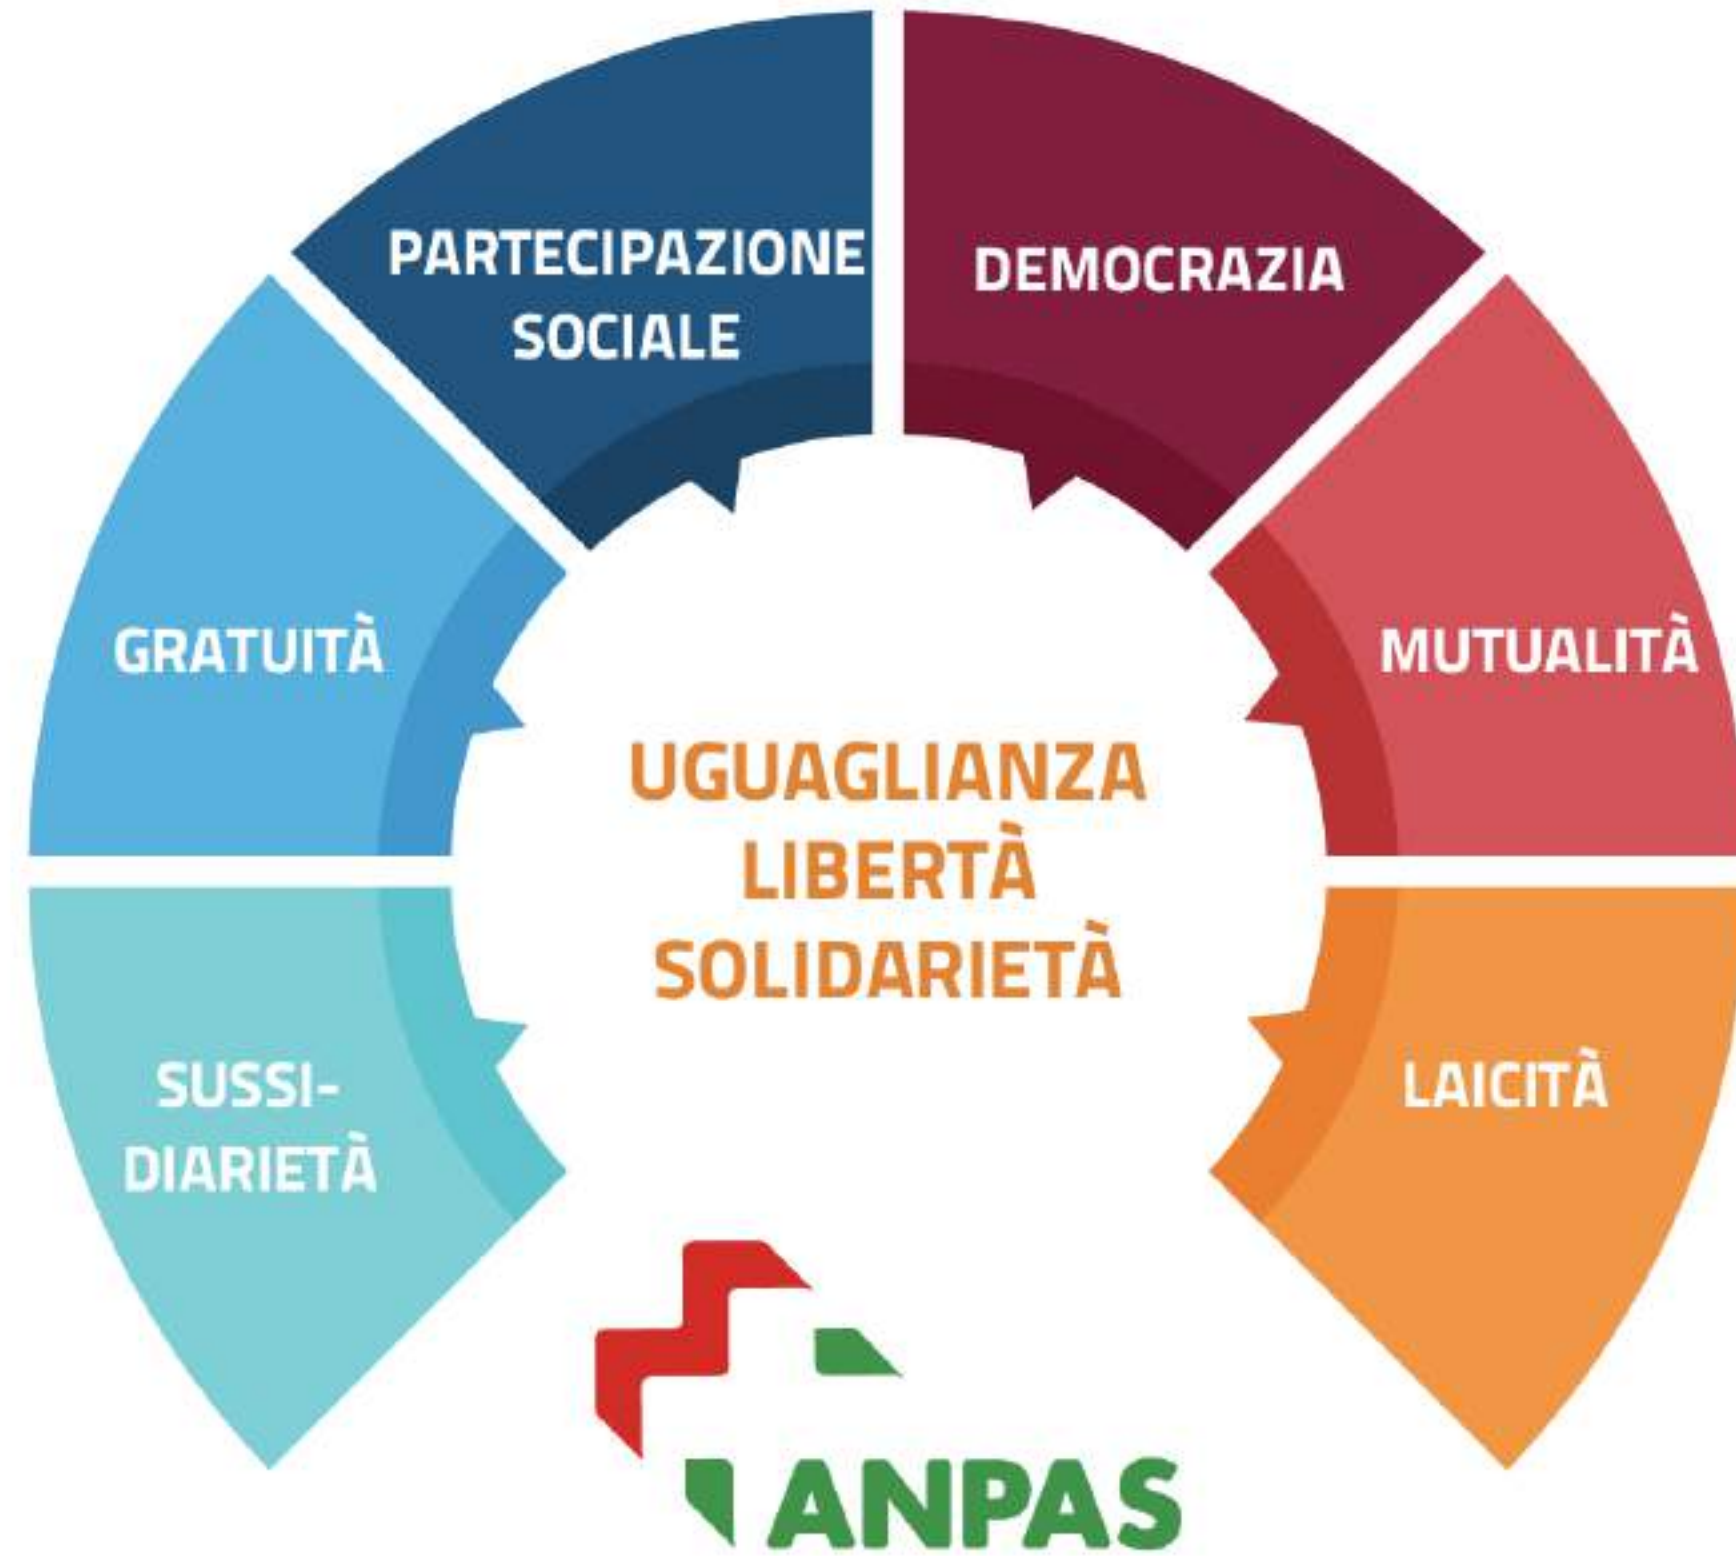 PARTECIPAZIONE
SOCIALE
DEMOCRAZIA
GRATUITÀ
MUTUALITÀ
UGUAGLIANZA
LIBERTÀ
SOLIDARIETÀ
SUSSI-
DIARIETÀ
LAICITÀ
ANPAS